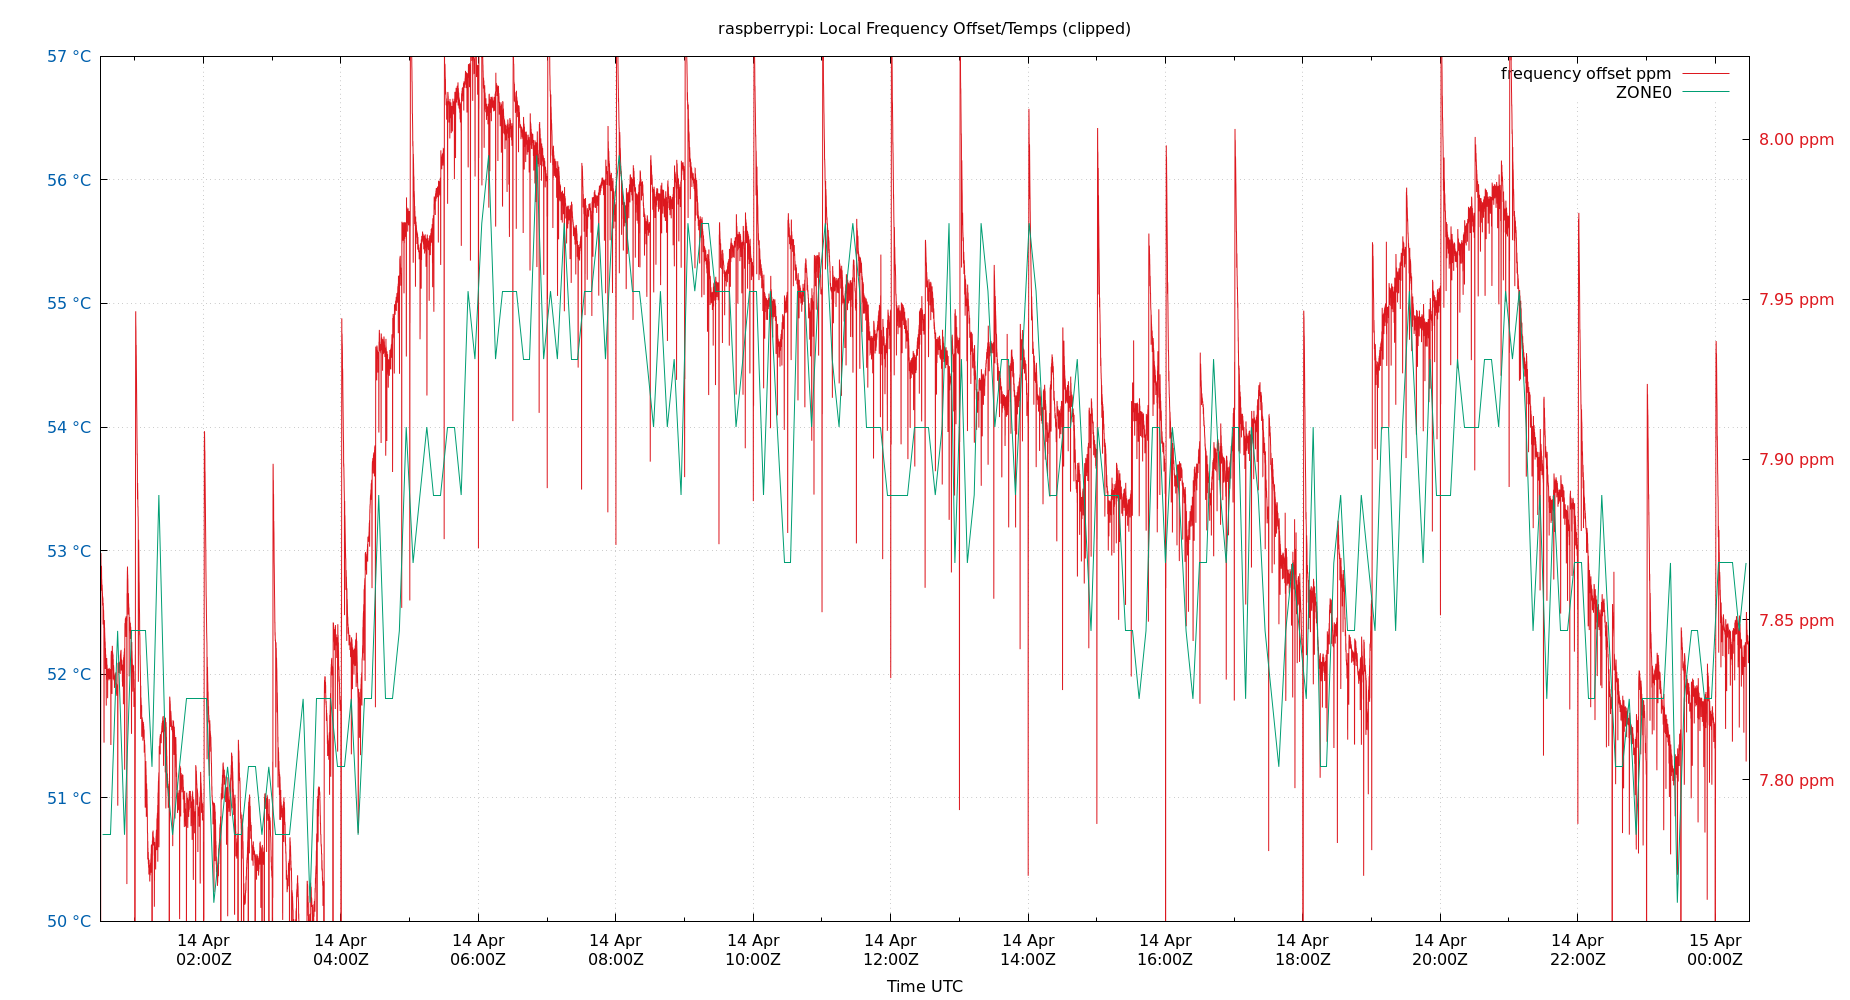 raspberrypi: Local Frequency Offset/Temps (clipped)
frequency offset ppm
ZONE0
57 °C
56 °C
55 °C
54 °C
53 °C
52 °C
51 °C
50 °C
8.00 ppm
7.95 ppm
7.90 ppm
7.85 ppm
7.80 ppm
14 Apr 14 Apr 14 Apr 14 Apr 14 Apr 14 Apr 14 Apr 14 Apr 14 Apr 14 Apr 14 Apr 15 Apr
02:00Z 04:00Z 06:00Z 08:00Z 10:00Z 12:00Z 14:00Z 16:00Z 18:00Z 20:00Z 22:00Z 00:00Z
Time UTC